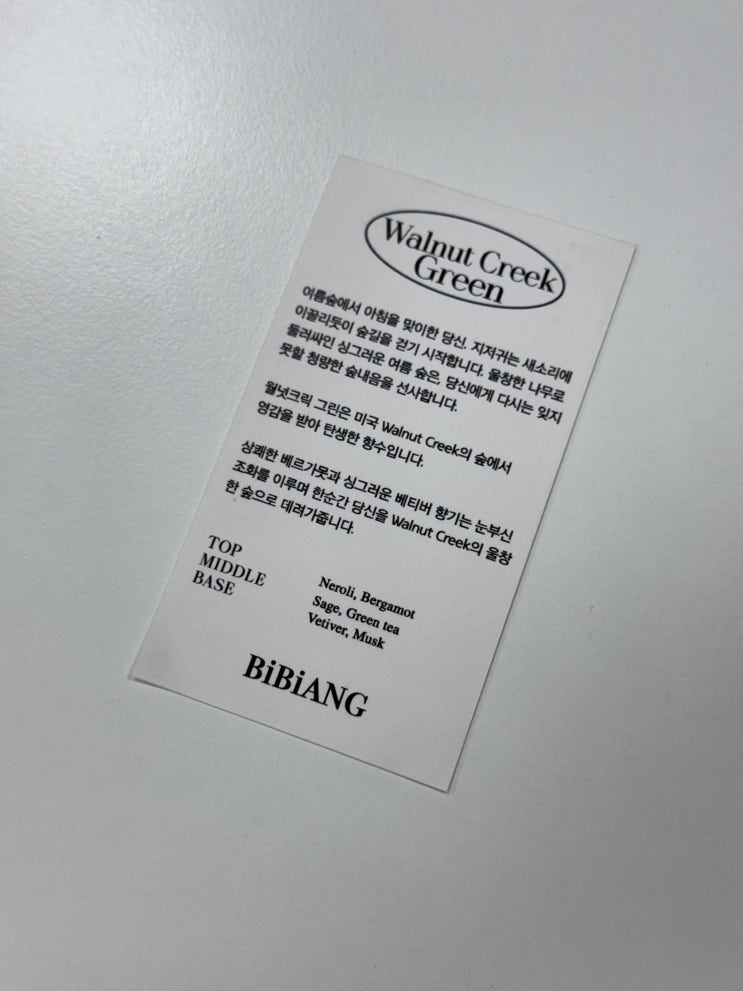 Walnut Creek
Green
여름숲에서 아침을 맞이한 당신. 지저귀는 새소리에
이끌리듯이 숲길을 걷기 시작합니다. 울창한 나무로
둘러싸인 싱그러운 여름 숲은, 당신에게 다시는 잊지
못할 청량한 숲내음을 선사합니다.
월넛크릭 그린은 미국 Walnut Creek의 숲에서
영감을 받아 탄생한 향수입니다.
상쾌한 베르가못과 싱그러운 베티버 향기는 눈부신
조화를 이루며 한순간 당신을 Walnut Creek의 울창
한 숲으로 데려가줍니다.
TOP Neroli, Bergamot
MIDDLE Sage, Green tea
BASE Vetiver, Musk
BiBiANG